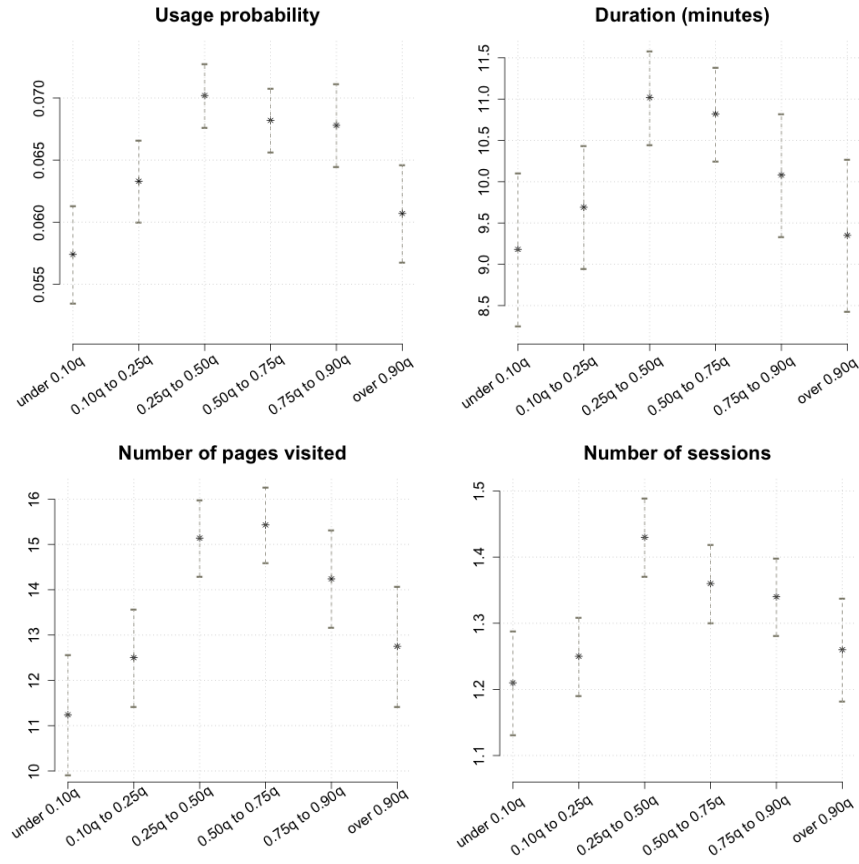 Usage probability
0.070
0.065
0.060
0.055
under 0.10q
0.10q to 0.25q
0.25q to 0.50q
0.50q to 0.75q
0.75q to 0.90q
over 0.90q
Duration (minutes)
11.5
11.0
10.5
10.0
9.5
9.0
8.5
under 0.10q
0.10q to 0.25q
0.25q to 0.50q
0.50q to 0.75q
0.75q to 0.90q
over 0.90q
Number of pages visited
16
15
14
13
12
11
10
under 0.10q
0.10q to 0.25q
0.25q to 0.50q
0.50q to 0.75q
0.75q to 0.90q
over 0.90q
Number of sessions
1.5
1.4
1.3
1.2
1.1
under 0.10q
0.10q to 0.25q
0.25q to 0.50q
0.50q to 0.75q
0.75q to 0.90q
over 0.90q